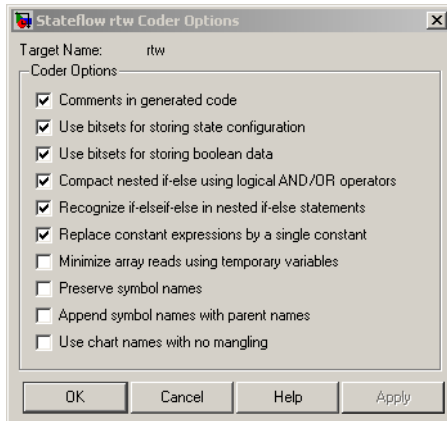 Stateflow rtw Coder Options
Target Name: rtw
Coder Options
Comments in generated code
Use bitsets for storing state configuration
Use bitsets for storing boolean data
Compact nested if-else using logical AND/OR operators
Recognize if-elseif-else in nested if-else statements
Replace constant expressions by a single constant
Minimize array reads using temporary variables
Preserve symbol names
Append symbol names with parent names
Use chart names with no mangling
OK Cancel Help Apply